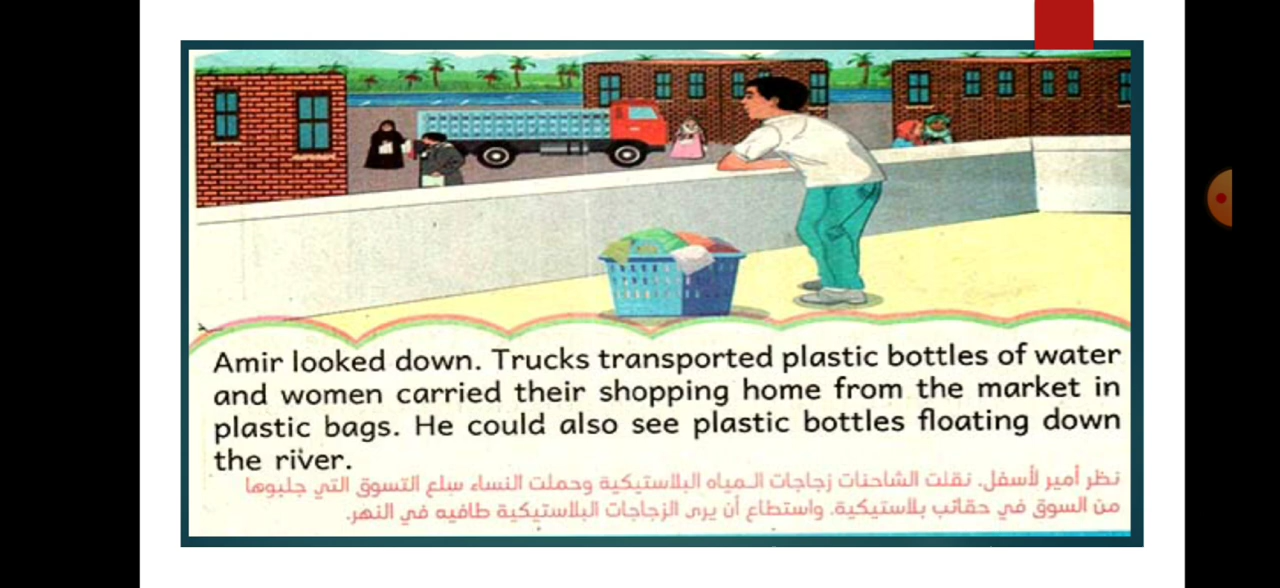 Amir looked down. Trucks transported plastic bottles of water
and women carried their shopping home from the market in
plastic bags. He could also see plastic bottles floating down
the river.
نظر أمير لأسفل. نقلت الشاحنات زجاجات المياه البلاستيكية وحملت النساء سلع التسوق التي جلبوها
من السوق في حقائب بلاستيكية. واستطاع أن يرى الزجاجات البلاستيكية طافيه في النهر.